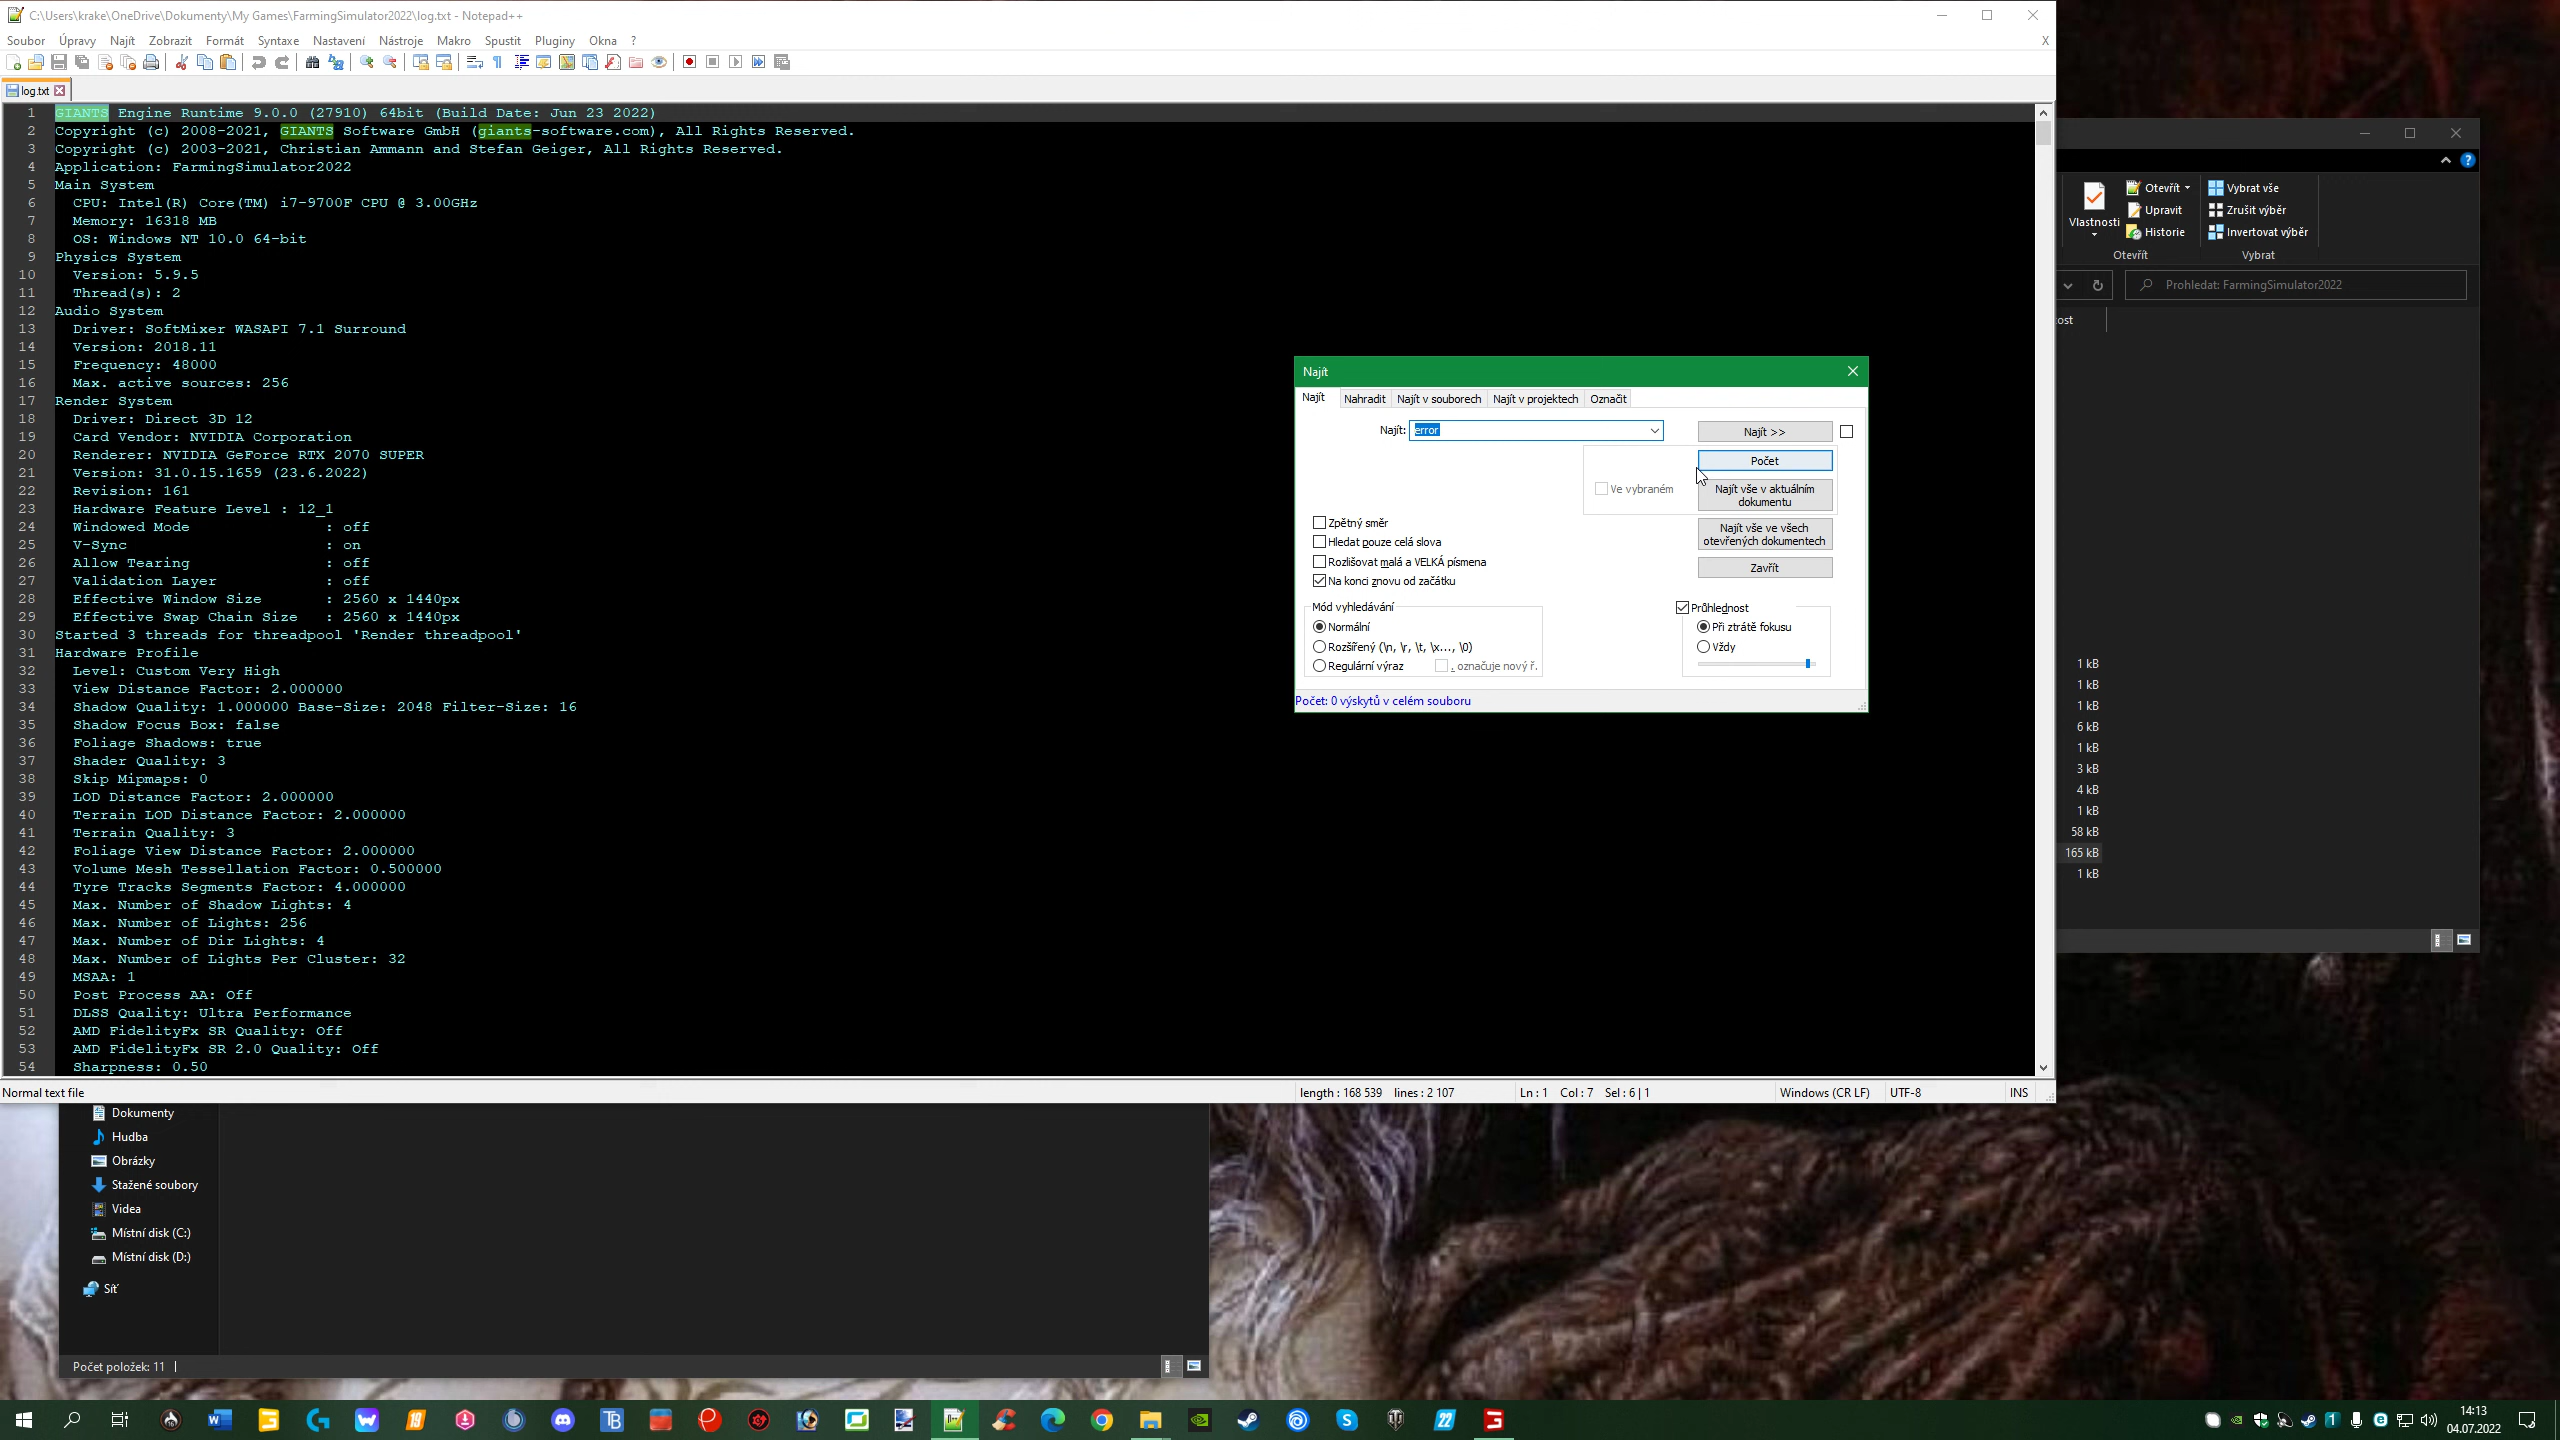 C:\Users\krake\OneDrive\Dokumenty\My Games\FarmingSimulator2022\log.txt - Notepad++
Soubor Úpravy Najít Zobrazit Formát Syntaxe Nastavení Nástroje Makro Spustit Pluginy Okna ? X
log.txt
1 GIANTS Engine Runtime 9.0.0 (27910) 64bit (Build Date: Jun 23 2022)
2 Copyright (c) 2008-2021, GIANTS Software GmbH (giants-software.com), All Rights Reserved.
3 Copyright (c) 2003-2021, Christian Ammann and Stefan Geiger, All Rights Reserved.
4 Application: FarmingSimulator2022
5 Main System
6 CPU: Intel(R) Core(TM) i7-9700F CPU @ 3.00GHz
7 Memory: 16318 MB
8 OS: Windows NT 10.0 64-bit
9 Physics System
10 Version: 5.9.5
11 Thread(s): 2
12 Audio System
13 Driver: SoftMixer WASAPI 7.1 Surround
14 Version: 2018.11
15 Frequency: 48000
16 Max. active sources: 256
17 Render System
18 Driver: Direct 3D 12
19 Card Vendor: NVIDIA Corporation
20 Renderer: NVIDIA GeForce RTX 2070 SUPER
21 Version: 31.0.15.1659 (23.6.2022)
22 Revision: 161
23 Hardware Feature Level : 12_1
24 Windowed Mode : off
25 V-Sync : on
26 Allow Tearing : off
27 Validation Layer : off
28 Effective Window Size : 2560 x 1440px
29 Effective Swap Chain Size : 2560 x 1440px
30 Started 3 threads for threadpool 'Render threadpool'
31 Hardware Profile
32 Level: Custom Very High
33 View Distance Factor: 2.000000
34 Shadow Quality: 1.000000 Base-Size: 2048 Filter-Size: 16
35 Shadow Focus Box: false
36 Foliage Shadows: true
37 Shader Quality: 3
38 Skip Mipmaps: 0
39 LOD Distance Factor: 2.000000
40 Terrain LOD Distance Factor: 2.000000
41 Terrain Quality: 3
42 Foliage View Distance Factor: 2.000000
43 Volume Mesh Tessellation Factor: 0.500000
44 Tyre Tracks Segments Factor: 4.000000
45 Max. Number of Shadow Lights: 4
46 Max. Number of Lights: 256
47 Max. Number of Dir Lights: 4
48 Max. Number of Lights Per Cluster: 32
49 MSAA: 1
50 Post Process AA: Off
51 DLSS Quality: Ultra Performance
52 AMD FidelityFx SR Quality: Off
53 AMD FidelityFx SR 2.0 Quality: Off
54 Sharpness: 0.50
Normal text file length : 168 539 lines : 2 107 Ln : 1 Col : 7 Sel : 6 | 1 Windows (CR LF) UTF-8 INS
Najít
Najít Nahradit Najít v souborech Najít v projektech Označit
Najít: error Najít >>
Počet
Ve vybraném
Najít vše v aktuálním
dokumentu
Najít vše ve všech
otevřených dokumentech
Zavřít
Zpětný směr
Hledat pouze celá slova
Rozlišovat malá a VELKÁ písmena
Na konci znovu od začátku
Mód vyhledávání
Normální
Rozšířený (\n, \r, \t, \x..., \0)
Regulární výraz . označuje nový ř.
Průhlednost
Při ztrátě fokusu
Vždy
Počet: 0 výskytů v celém souboru
Vlastnosti
Otevřít
Upravit
Historie
Otevřít
Vybrat vše
Zrušit výběr
Invertovat výběr
Vybrat
Prohledat: FarmingSimulator2022
ost
1 kB
1 kB
1 kB
6 kB
1 kB
3 kB
4 kB
1 kB
58 kB
165 kB
1 kB
Dokumenty
Hudba
Obrázky
Stažené soubory
Videa
Místní disk (C:)
Místní disk (D:)
Síť
Počet položek: 11
14:13
04.07.2022